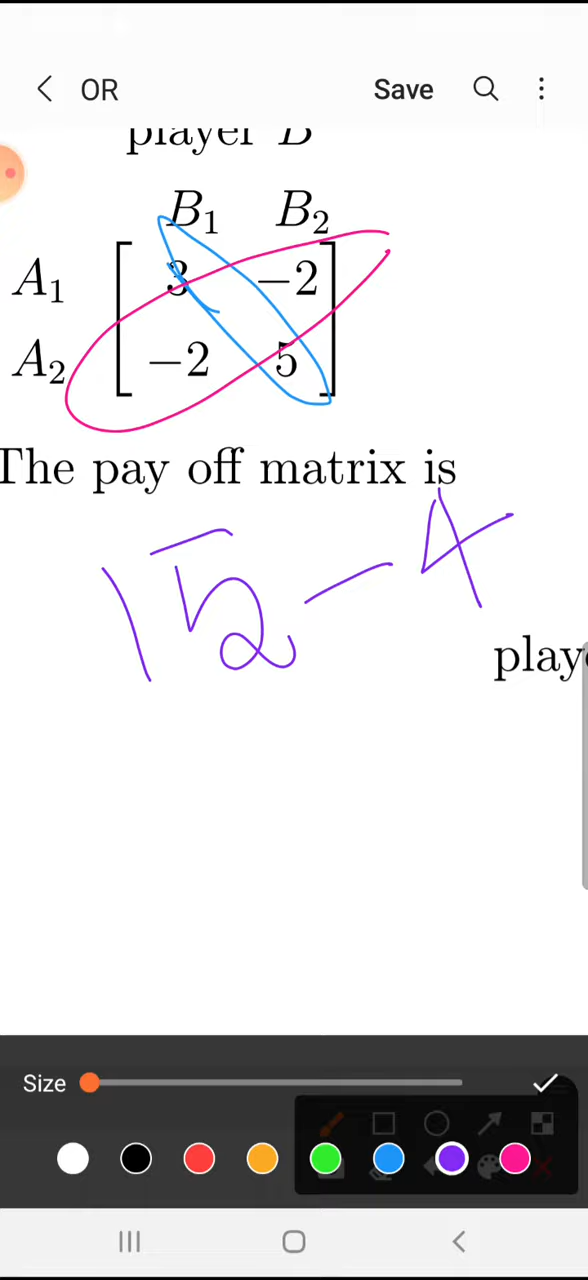 OR Save
player B
B1 B2
A1 3 −2
A2 −2 5
The pay off matrix is
15 − 4
play
Size